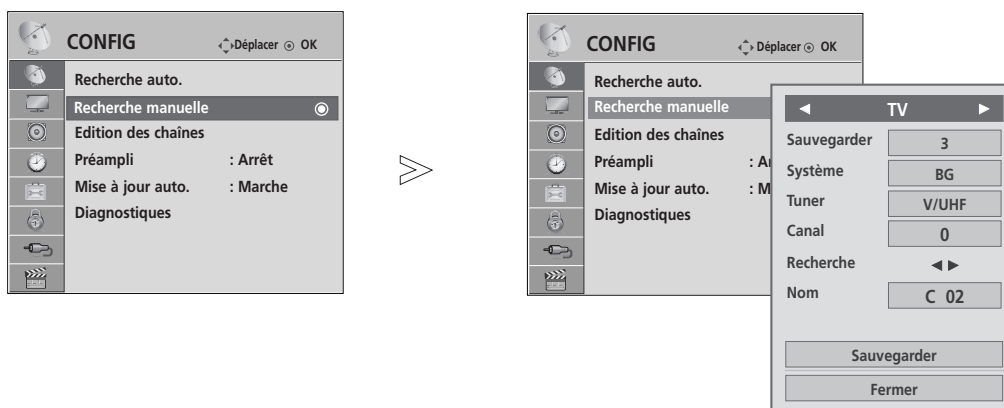 CONFIG
Déplacer OK
Recherche auto.
Recherche manuelle
Edition des chaînes
Préampli : Arrêt
Mise à jour auto. : Marche
Diagnostiques
CONFIG
Déplacer OK
Recherche auto.
Recherche manuelle
Edition des chaînes
Préampli : A
Mise à jour auto. : M
Diagnostiques
TV
Sauvegarder 3
Système BG
Tuner V/UHF
Canal 0
Recherche
Nom C 02
Sauvegarder
Fermer